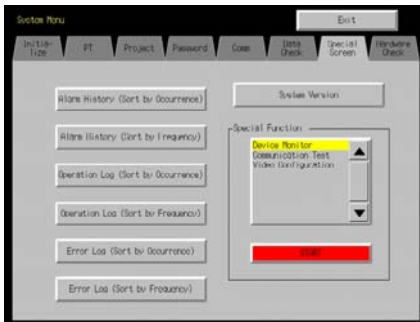 System Menu
Exit
Initia-
lize
PT
Project
Password
Comm
Data
Check
Special
Screen
Hardware
Check
Alarm History (Sort by Occurrence)
System Version
Alarm History (Sort by Frequency)
Special Function
Device Monitor
Communication Test
Video Configuration
Operation Log (Sort by Occurrence)
Operation Log (Sort by Frequency)
Error Log (Sort by Occurrence)
START
Error Log (Sort by Frequency)